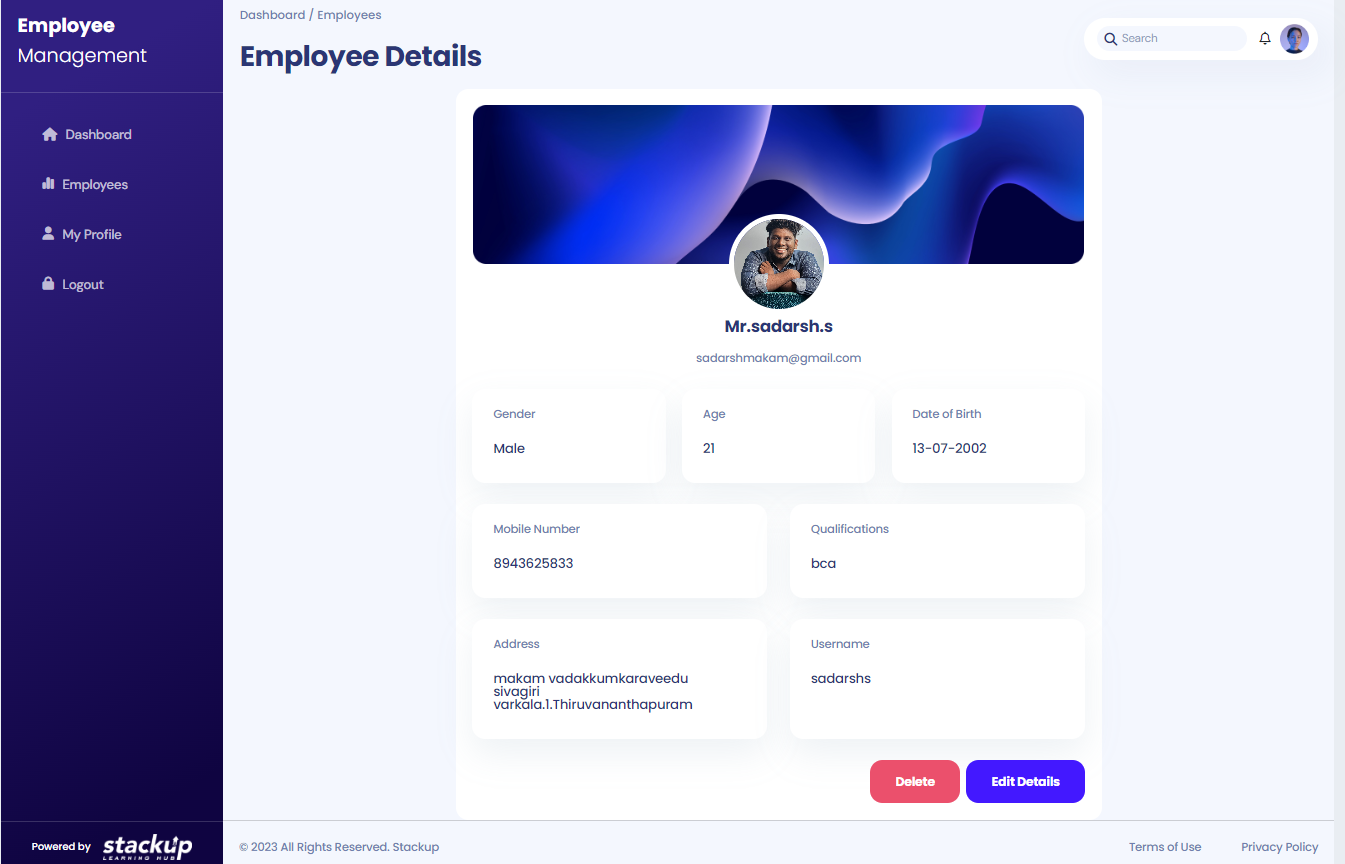 Employee
Management
Dashboard
Employees
My Profile
Logout
Powered by stackup
LEARNING HUB
Dashboard / Employees
Employee Details
Search
Mr.sadarsh.s
sadarshmakam@gmail.com
Gender
Male
Age
21
Date of Birth
13-07-2002
Mobile Number
8943625833
Qualifications
bca
Address
makam vadakkumkaraveedu
sivagiri
varkala.1.Thiruvananthapuram
Username
sadarshs
Delete
Edit Details
© 2023 All Rights Reserved. Stackup
Terms of Use
Privacy Policy